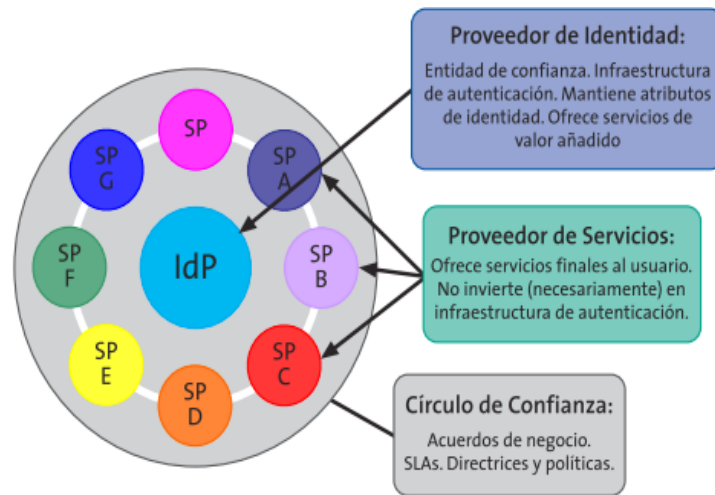 Proveedor de Identidad:
Entidad de confianza. Infraestructura
de autenticación. Mantiene atributos
de identidad. Ofrece servicios de
valor añadido
SP
SP
G
SP
A
SP
F
IdP
SP
B
SP
E
SP
D
SP
C
Proveedor de Servicios:
Ofrece servicios finales al usuario.
No invierte (necesariamente) en
infraestructura de autenticación.
Círculo de Confianza:
Acuerdos de negocio.
SLAs. Directrices y políticas.